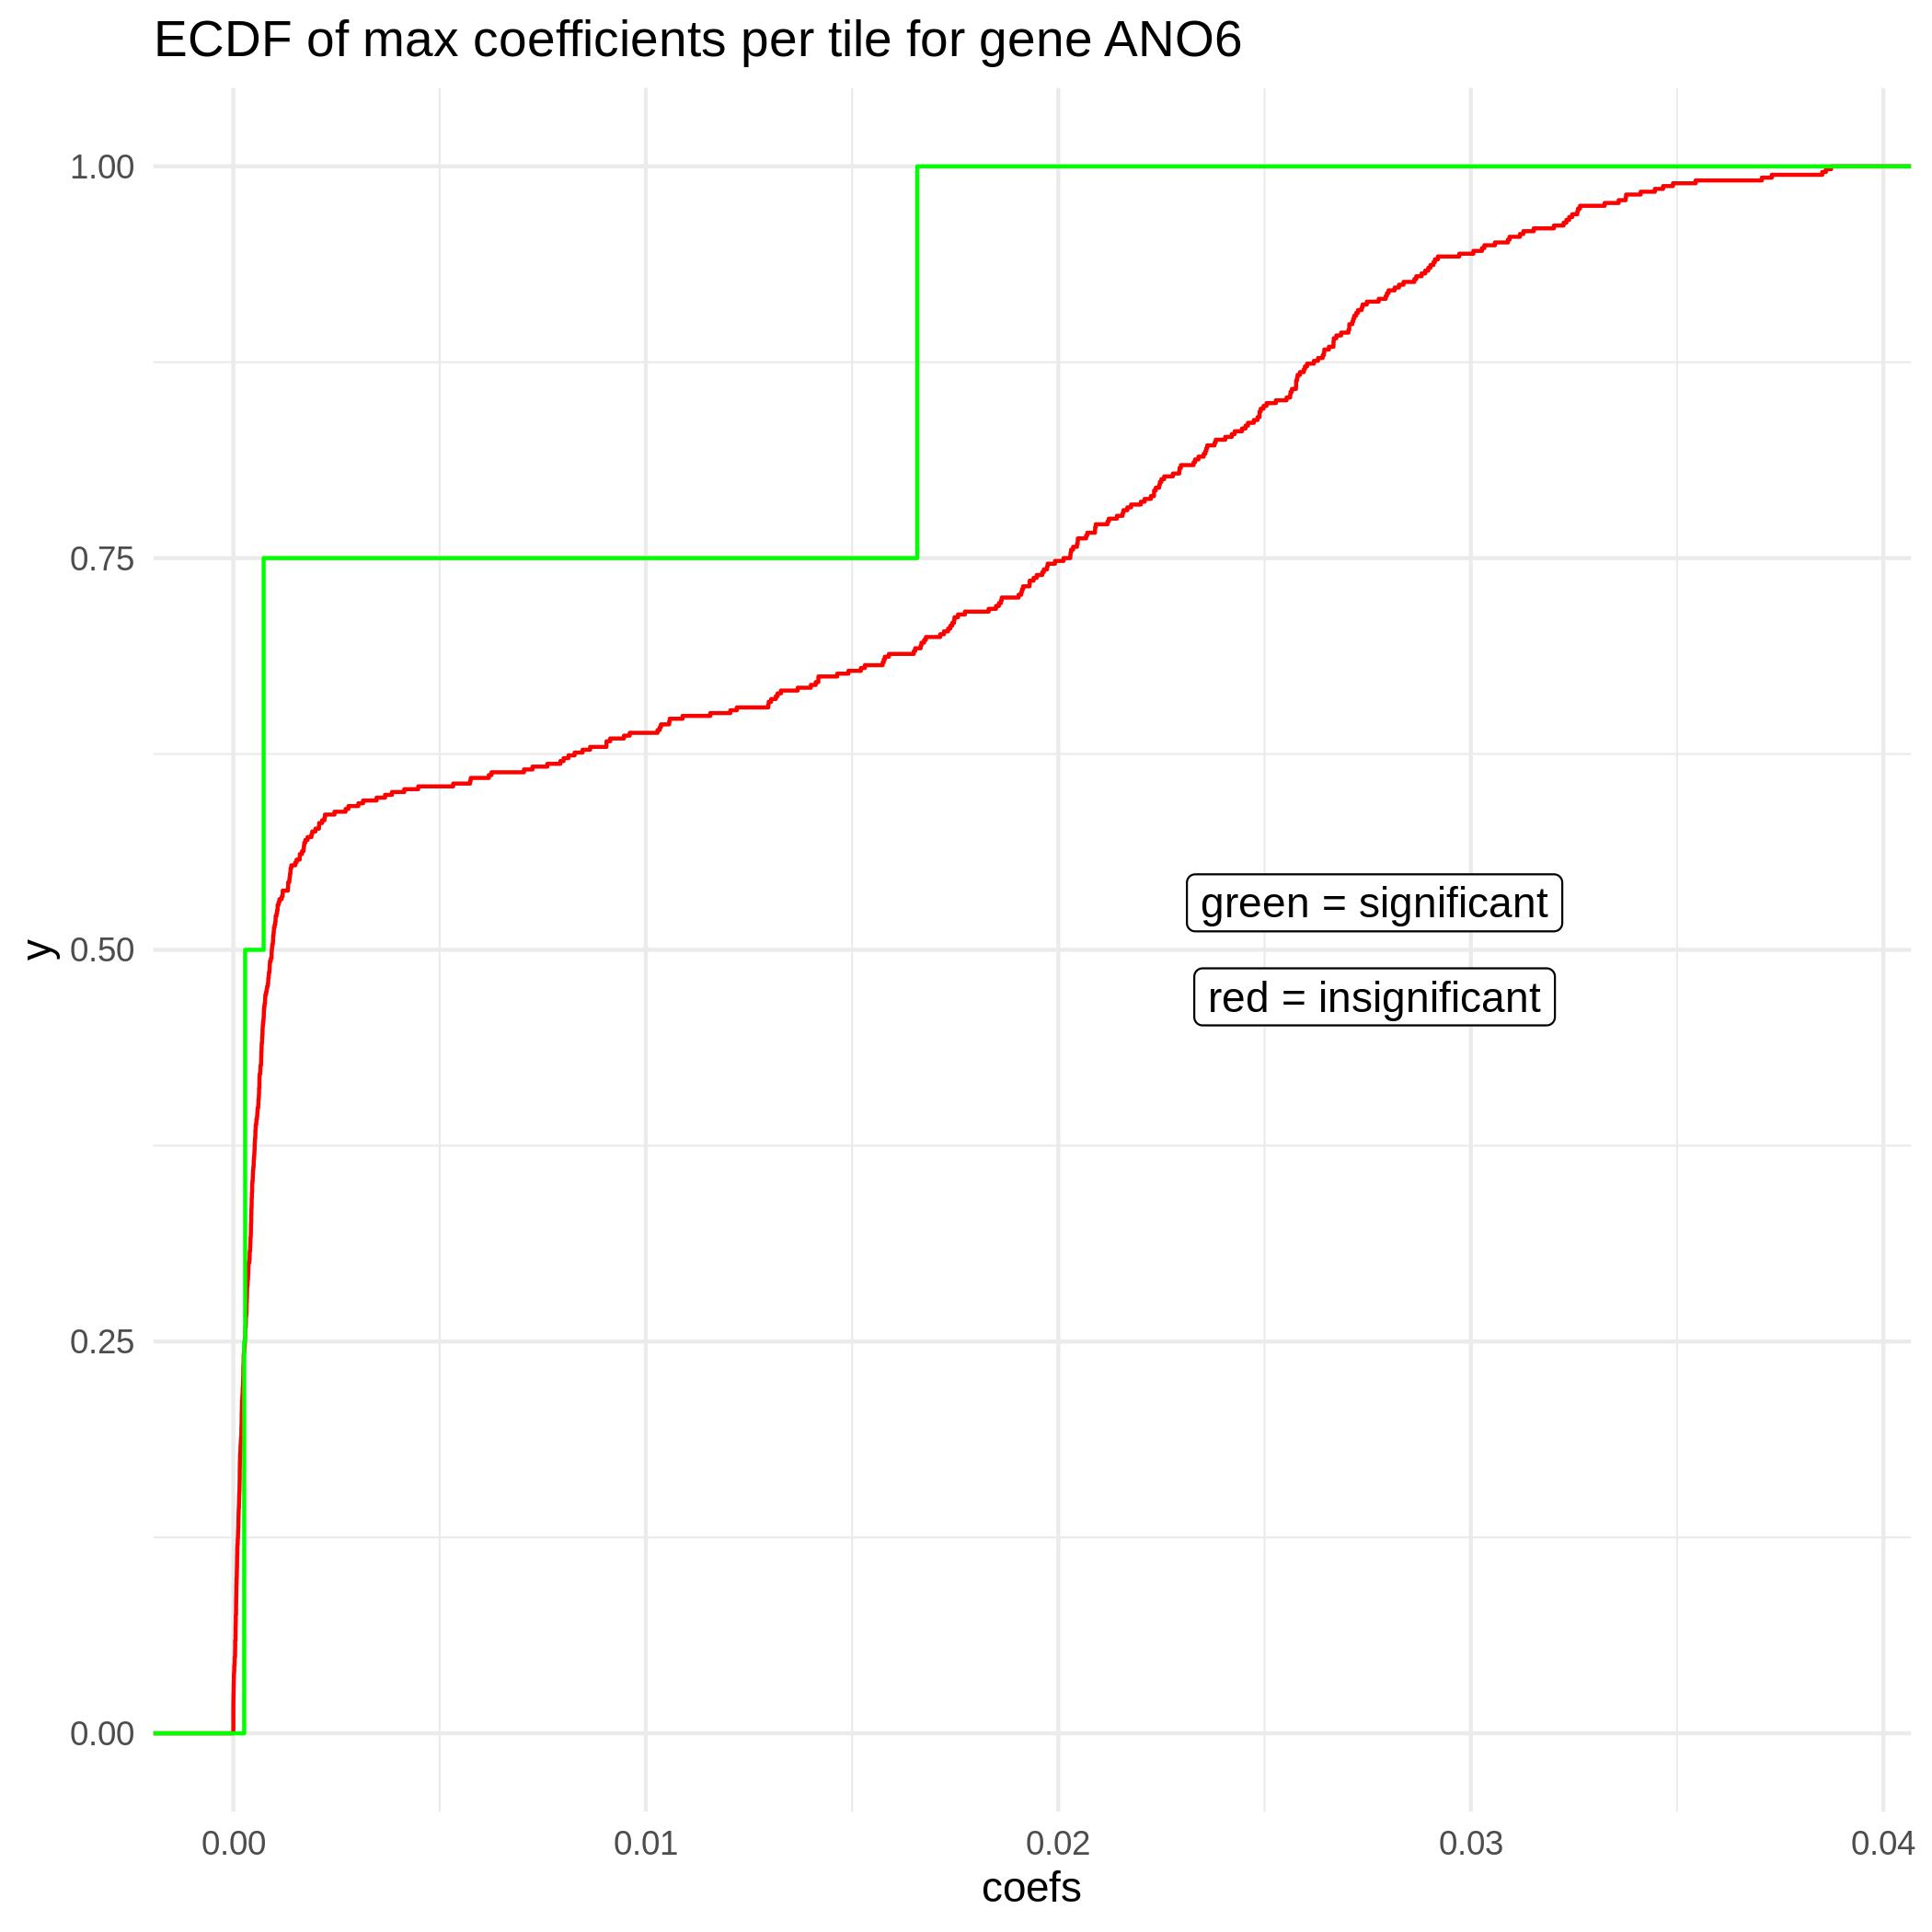 ECDF of max coefficients per tile for gene ANO6
1.00
0.75
0.50
0.25
0.00
y
green = significant
red = insignificant
0.00 0.01 0.02 0.03 0.04
coefs